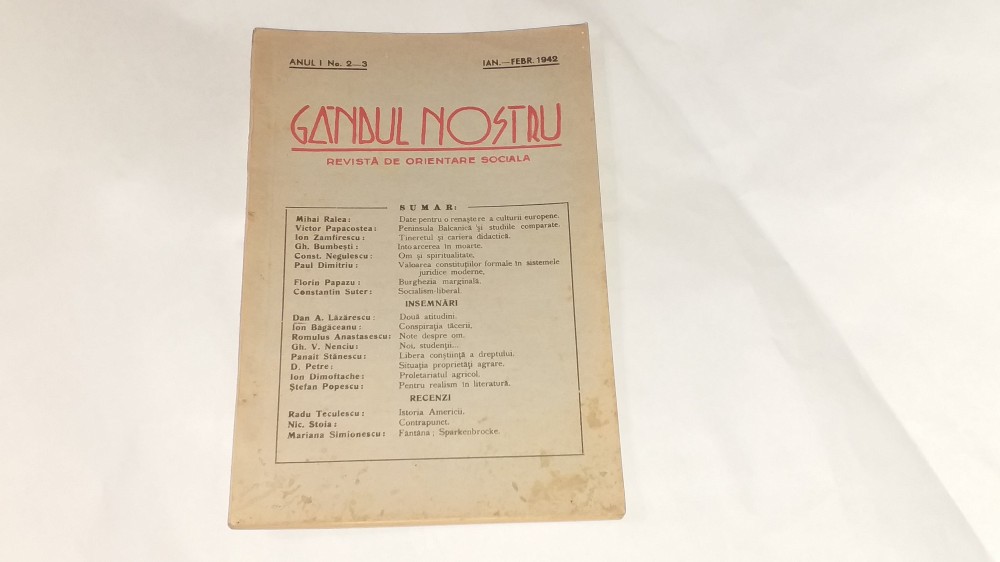 ANUL I No. 2—3 IAN.—FEBR. 1942
GÂNDUL NOSTRU
REVISTĂ DE ORIENTARE SOCIALA
SUMAR:
Mihai Ralea: Date pentru o renaștere a culturii europene.
Victor Papacostea: Peninsula Balcanică și studiile comparate.
Ion Zamfirescu: Tineretul și cariera didactică.
Gh. Bumbești: Intoarcerea în moarte.
Const. Negulescu: Om și spiritualitate,
Paul Dimitriu: Valoarea constituțiilor formale în sistemele
juridice moderne,
Florin Papazu: Burghezia marginală.
Constantin Suter: Socialism-liberal.
INSEMNĂRI
Dan A. Lăzărescu: Două atitudini.
Ion Băgăceanu: Conspirația tăcerii,
Romulus Anastasescu: Note despre om.
Gh. V. Nenciu: Noi, studenții...
Panait Stănescu: Libera conștiință a dreptului.
D. Petre: Situația proprietăți agrare.
Ion Dimoftache: Proletariatul agricol.
Ștefan Popescu: Pentru realism în literatură.
RECENZI
Radu Teculescu: Istoria Americii.
Nic. Stoia: Contrapunct.
Mariana Simionescu: Fântâna; Sparkenbrocke.